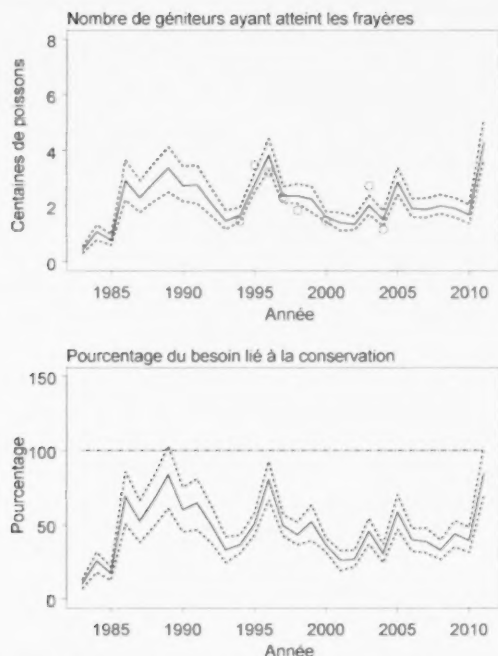 Nombre de géniteurs ayant atteint les frayères
Centaines de poissons
8
6
4
2
0
1985 1990 1995 2000 2005 2010
Année
Pourcentage du besoin lié à la conservation
Pourcentage
150
100
50
0
1985 1990 1995 2000 2005 2010
Année